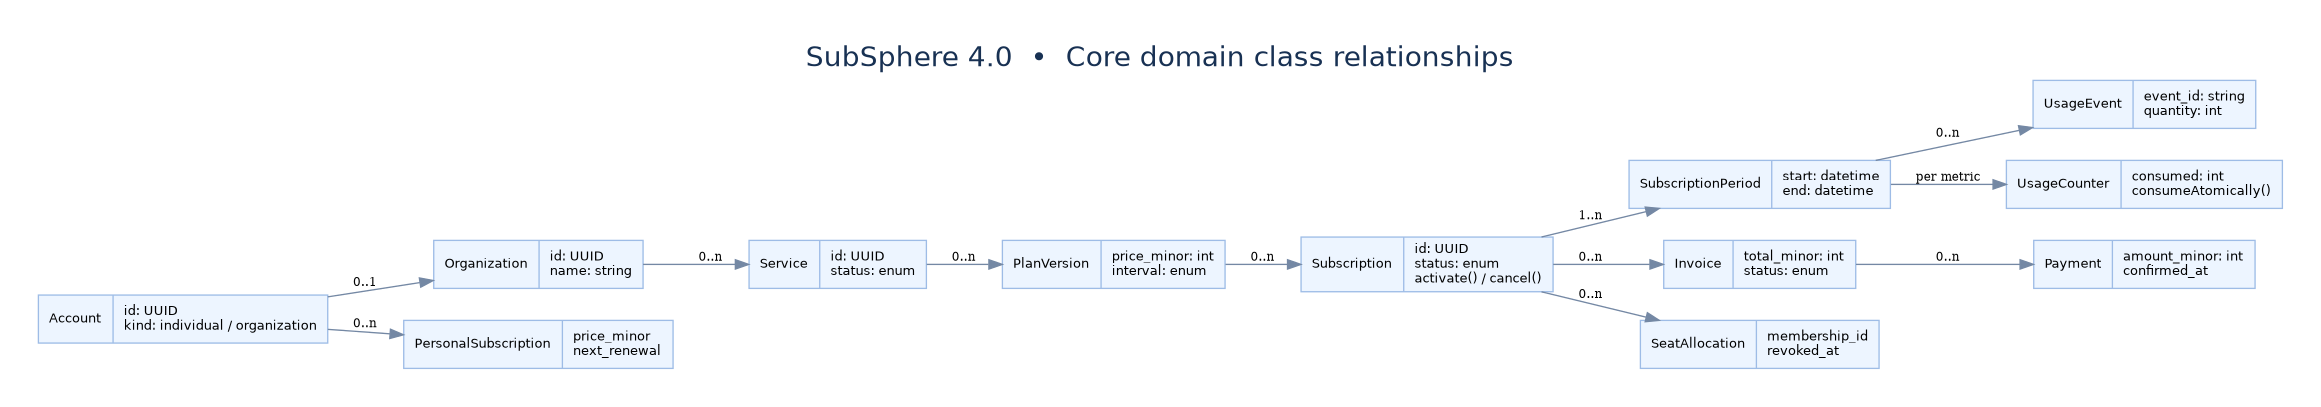 SubSphere 4.0 • Core domain class relationships
Account
id: UUID
kind: individual / organization
0..1
0..n
Organization
id: UUID
name: string
PersonalSubscription
price_minor
next_renewal
0..n
Service
id: UUID
status: enum
0..n
PlanVersion
price_minor: int
interval: enum
0..n
Subscription
id: UUID
status: enum
activate() / cancel()
1..n
0..n
0..n
SubscriptionPeriod
start: datetime
end: datetime
Invoice
total_minor: int
status: enum
SeatAllocation
membership_id
revoked_at
0..n
per metric
0..n
UsageEvent
event_id: string
quantity: int
UsageCounter
consumed: int
consumeAtomically()
Payment
amount_minor: int
confirmed_at